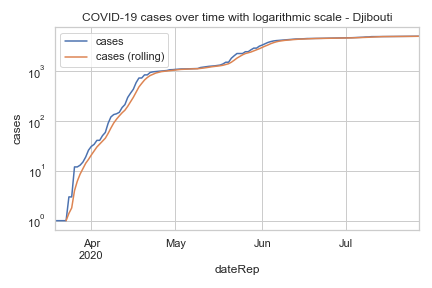 COVID-19 cases over time with logarithmic scale - Djibouti
cases
cases (rolling)
10³
10²
10¹
10⁰
cases
Apr
2020
May
Jun
Jul
dateRep